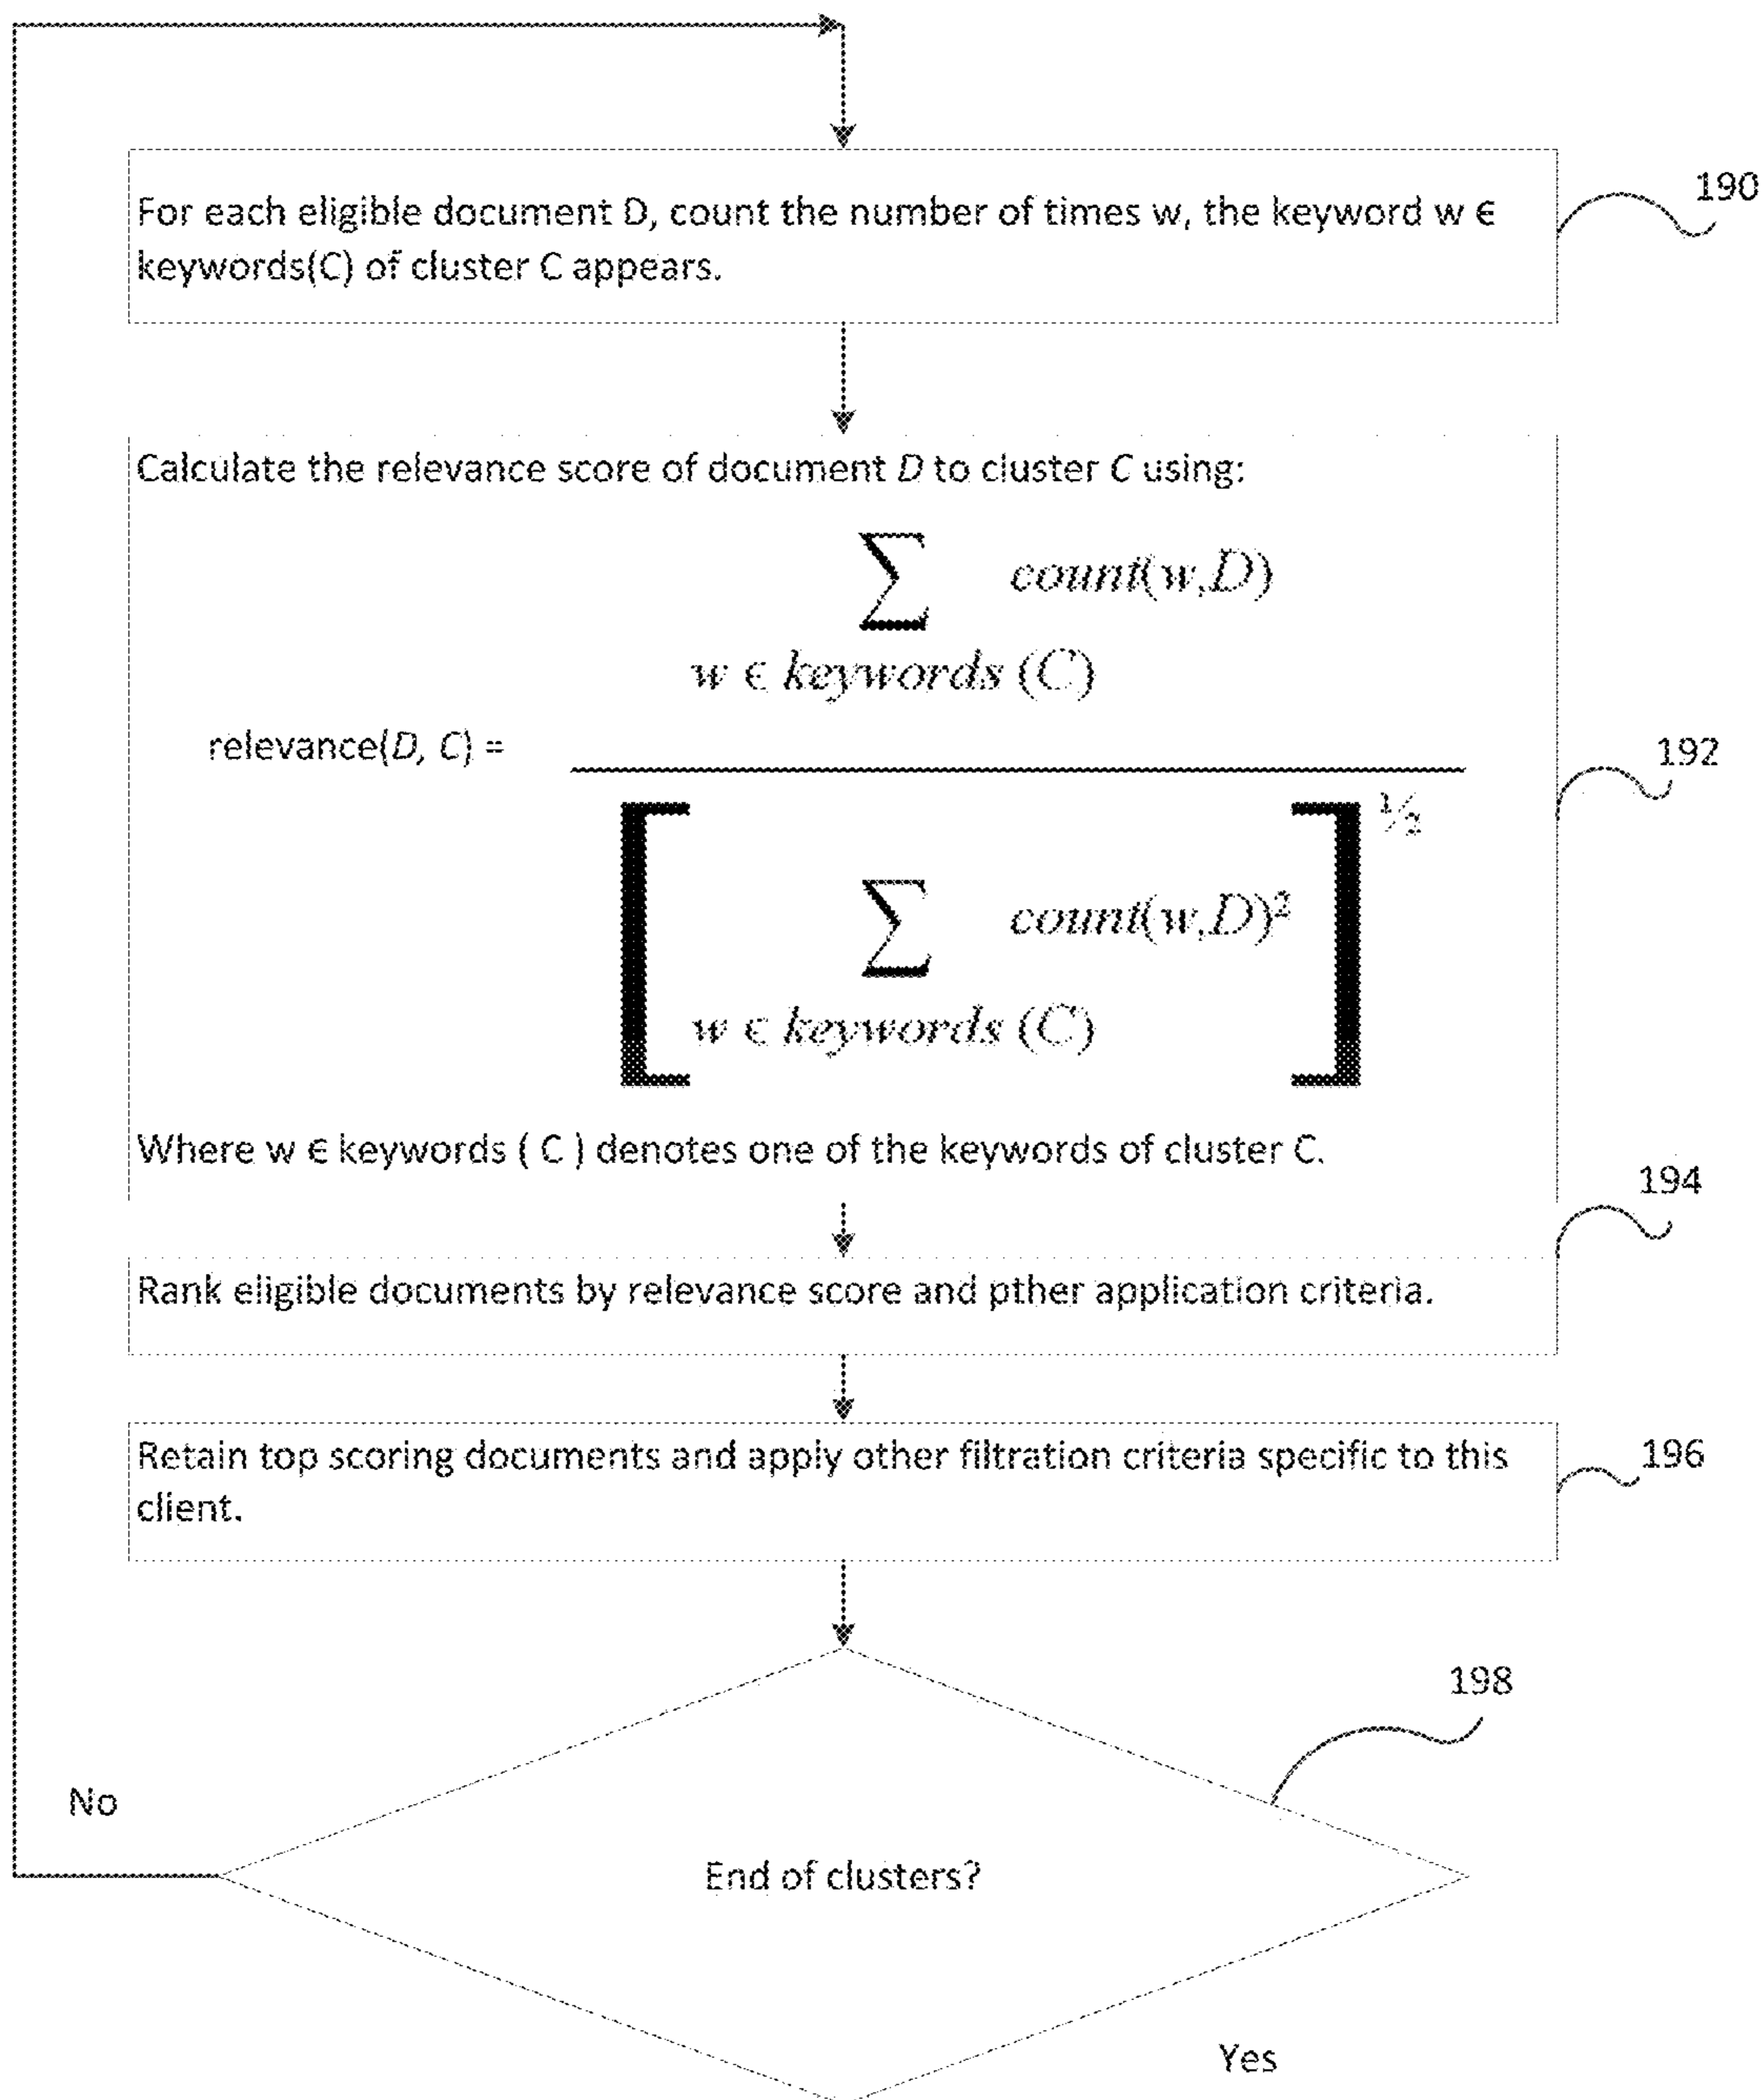 For each eligible document D, count the number of times w, the keyword w ϵ
keywords(C) of cluster C appears.
190
Calculate the relevance score of document D to cluster C using:
∑ count(w,D)
w ϵ keywords (C)
relevance(D, C) =
192
½
∑ count(w,D)²
w ϵ keywords (C)
Where w ϵ keywords ( C ) denotes one of the keywords of cluster C.
194
Rank eligible documents by relevance score and pther application criteria.
Retain top scoring documents and apply other filtration criteria specific to this
client.
196
198
No
End of clusters?
Yes